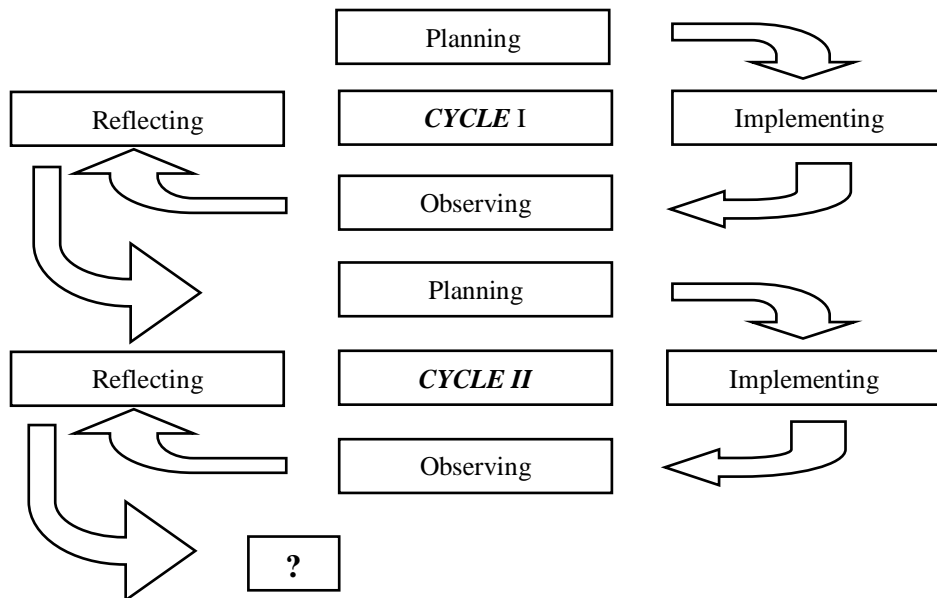 Planning
Reflecting
CYCLE I
Implementing
Observing
Planning
Reflecting
CYCLE II
Implementing
Observing
?